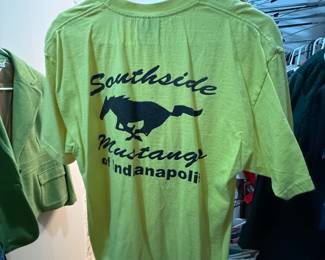 Southside
Mustangs
of Indianapolis